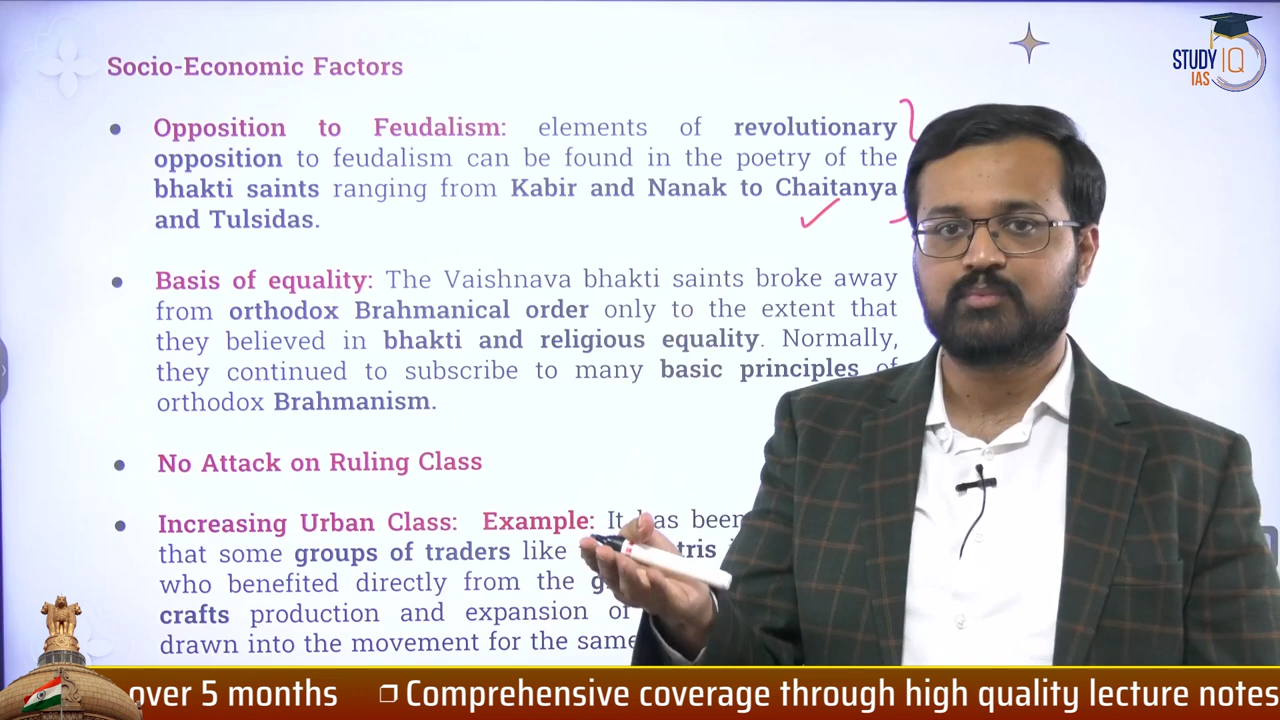 Socio-Economic Factors
STUDY IQ
IAS
• Opposition to Feudalism: elements of revolutionary
opposition to feudalism can be found in the poetry of the
bhakti saints ranging from Kabir and Nanak to Chaitanya
and Tulsidas.
• Basis of equality: The Vaishnava bhakti saints broke away
from orthodox Brahmanical order only to the extent that
they believed in bhakti and religious equality. Normally,
they continued to subscribe to many basic principles of
orthodox Brahmanism.
• No Attack on Ruling Class
• Increasing Urban Class: Example: It has been
that some groups of traders like
who benefited directly from the
crafts production and expansion of
drawn into the movement for the same
over 5 months ❐ Comprehensive coverage through high quality lecture notes